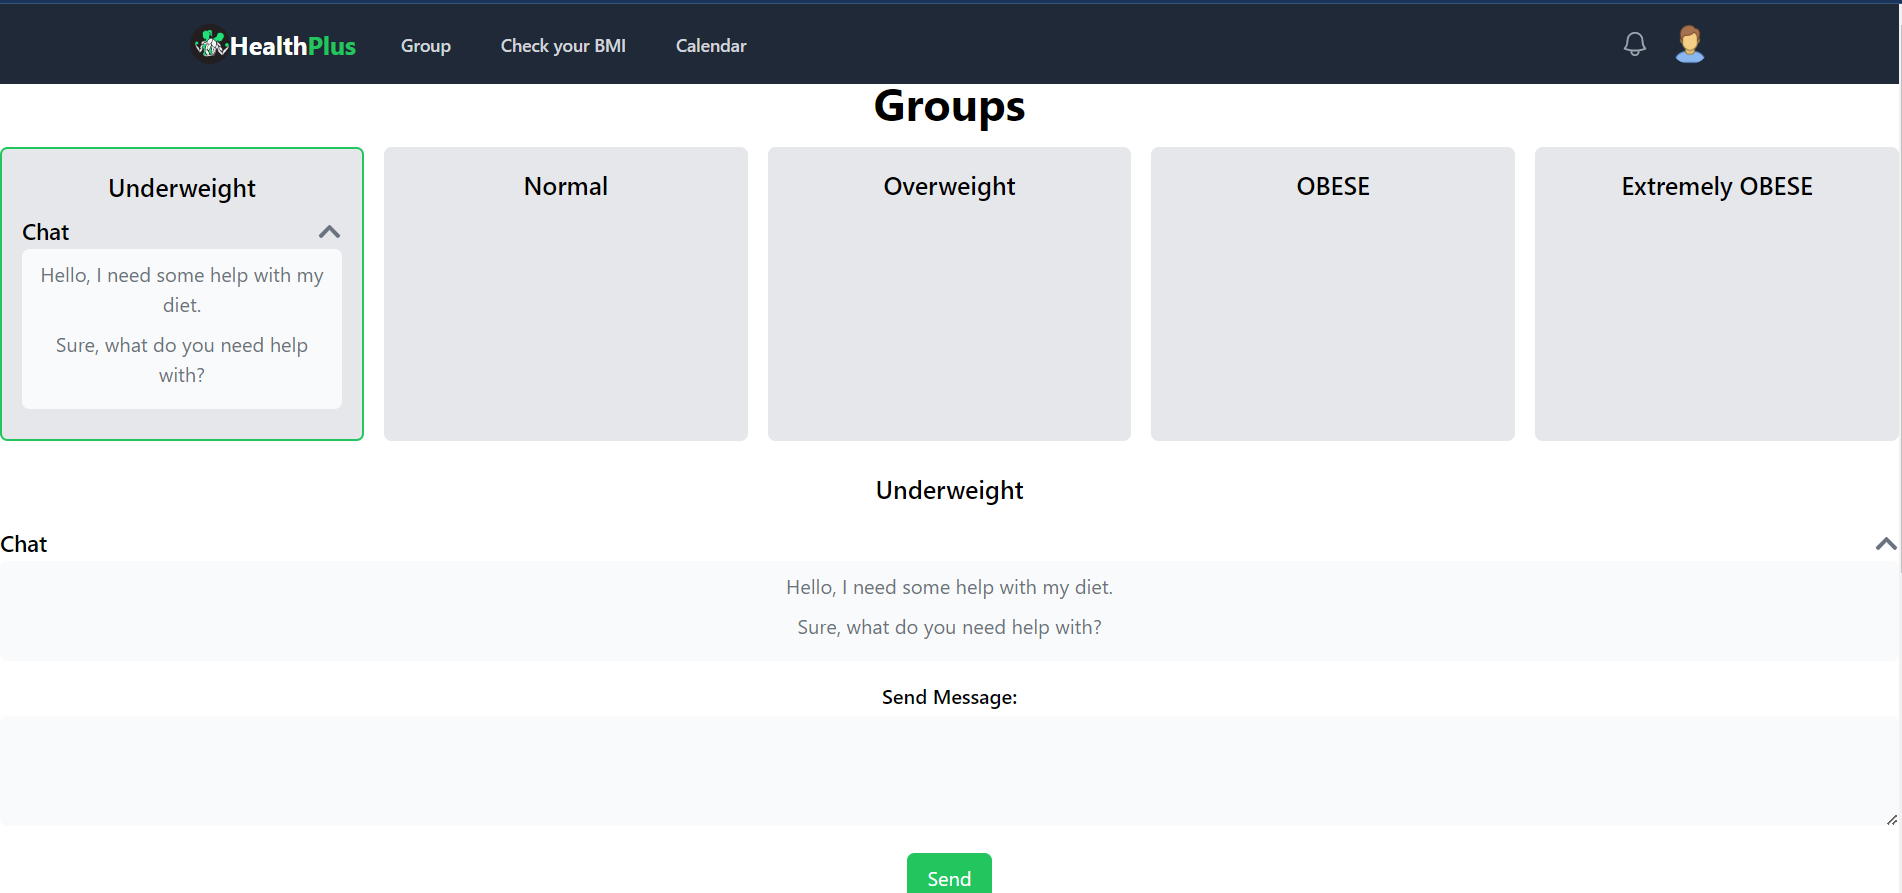 HealthPlus Group Check your BMI Calendar
Groups
Underweight
Chat
Hello, I need some help with my
diet.
Sure, what do you need help
with?
Normal
Overweight
OBESE
Extremely OBESE
Underweight
Chat
Hello, I need some help with my diet.
Sure, what do you need help with?
Send Message:
Send